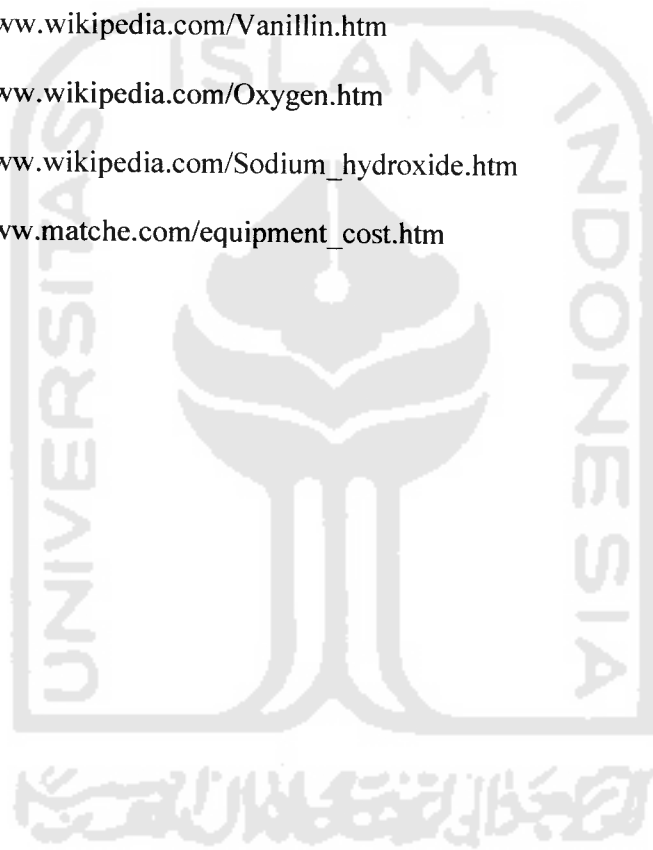 ww.wikipedia.com/Vanillin.htm
ww.wikipedia.com/Oxygen.htm
ww.wikipedia.com/Sodium_hydroxide.htm
ww.matche.com/equipment_cost.htm
ISLAM
UNIVERSITAS
INDONESIA